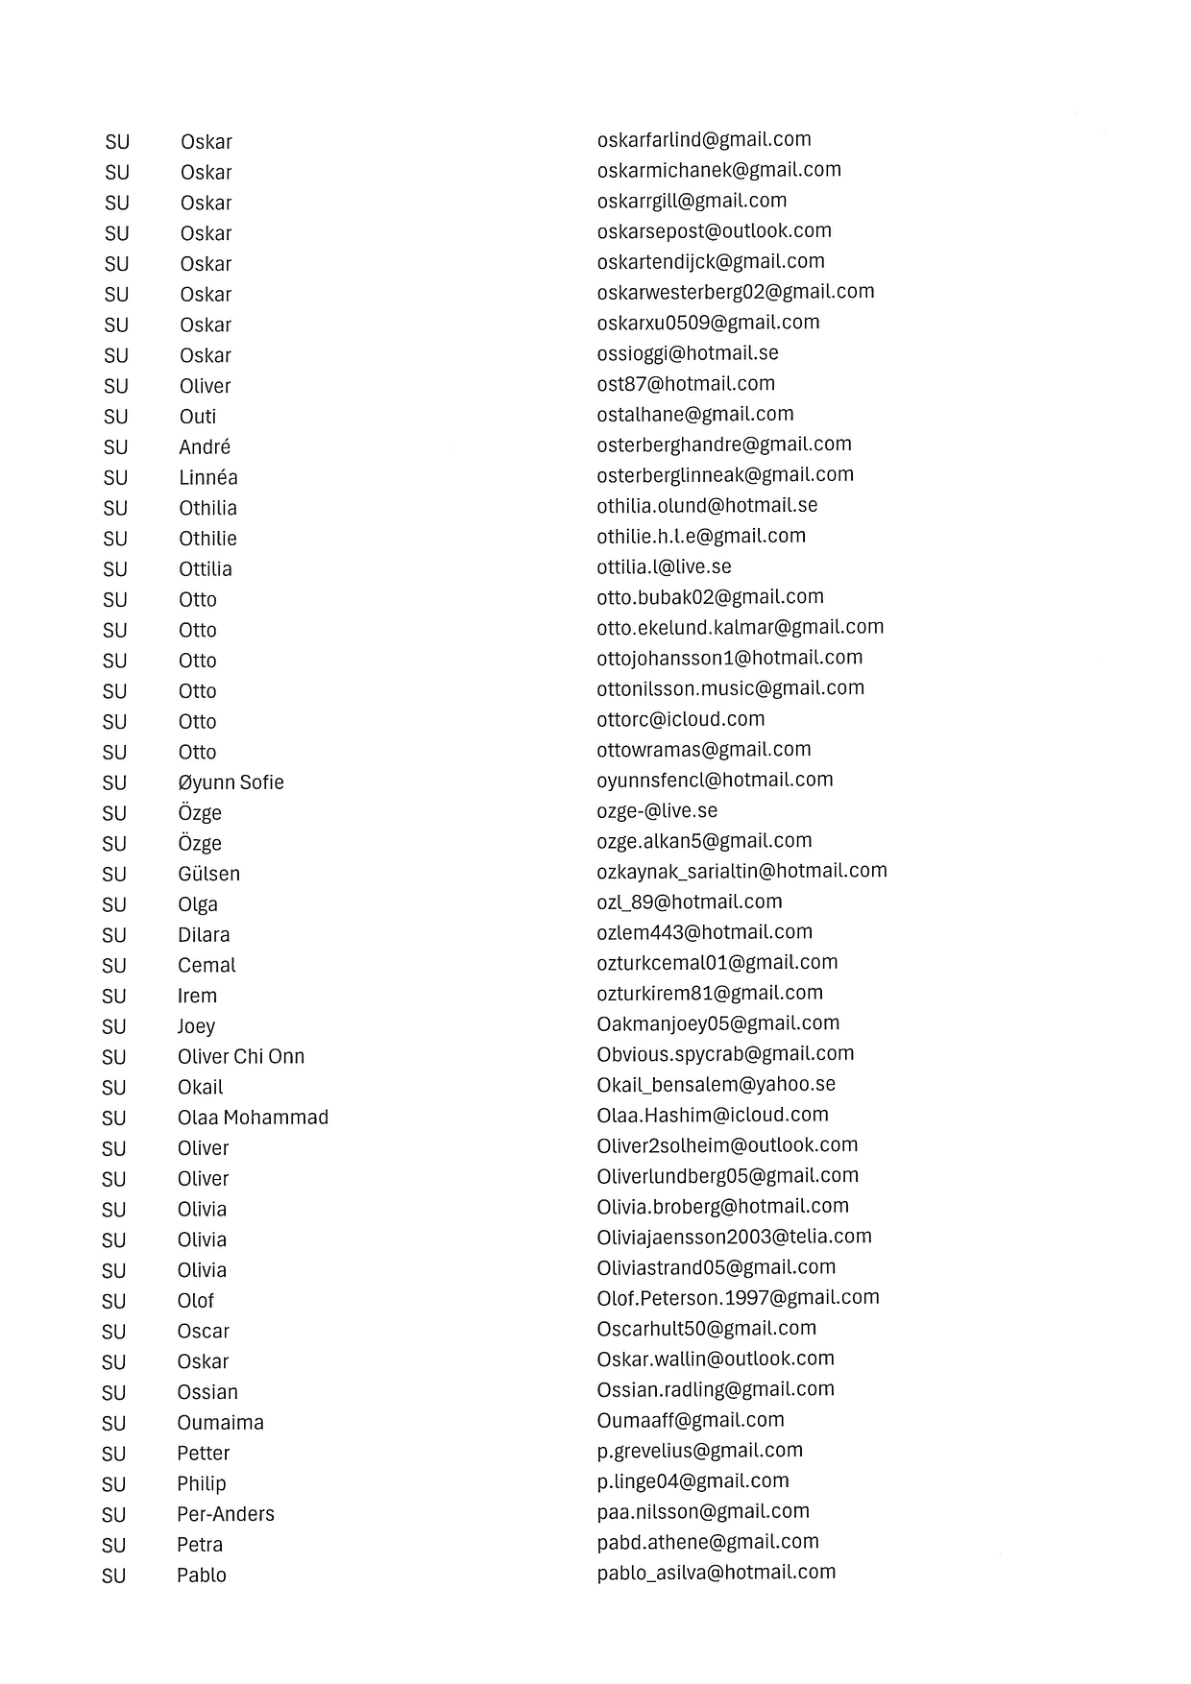 SU Oskar oskarfarlind@gmail.com
SU Oskar oskarmichanek@gmail.com
SU Oskar oskarrgill@gmail.com
SU Oskar oskarsepost@outlook.com
SU Oskar oskartendijck@gmail.com
SU Oskar oskarwesterberg02@gmail.com
SU Oskar oskarxu0509@gmail.com
SU Oskar ossioggi@hotmail.se
SU Oliver ost87@hotmail.com
SU Outi ostalhane@gmail.com
SU André osterberghandre@gmail.com
SU Linnéa osterberglinneak@gmail.com
SU Othilia othilia.olund@hotmail.se
SU Othilie othilie.h.l.e@gmail.com
SU Ottilia ottilia.l@live.se
SU Otto otto.bubak02@gmail.com
SU Otto otto.ekelund.kalmar@gmail.com
SU Otto ottojohansson1@hotmail.com
SU Otto ottonilsson.music@gmail.com
SU Otto ottorc@icloud.com
SU Otto ottowramas@gmail.com
SU Øyunn Sofie oyunnsfencl@hotmail.com
SU Özge ozge-@live.se
SU Özge ozge.alkan5@gmail.com
SU Gülsen ozkaynak_sarialtin@hotmail.com
SU Olga ozl_89@hotmail.com
SU Dilara ozlem443@hotmail.com
SU Cemal ozturkcemal01@gmail.com
SU Irem ozturkirem81@gmail.com
SU Joey Oakmanjoey05@gmail.com
SU Oliver Chi Onn Obvious.spycrab@gmail.com
SU Okail Okail_bensalem@yahoo.se
SU Olaa Mohammad Olaa.Hashim@icloud.com
SU Oliver Oliver2solheim@outlook.com
SU Oliver Oliverlundberg05@gmail.com
SU Olivia Olivia.broberg@hotmail.com
SU Olivia Oliviajaensson2003@telia.com
SU Olivia Oliviastrand05@gmail.com
SU Olof Olof.Peterson.1997@gmail.com
SU Oscar Oscarhult50@gmail.com
SU Oskar Oskar.wallin@outlook.com
SU Ossian Ossian.radling@gmail.com
SU Oumaima Oumaaff@gmail.com
SU Petter p.grevelius@gmail.com
SU Philip p.linge04@gmail.com
SU Per-Anders paa.nilsson@gmail.com
SU Petra pabd.athene@gmail.com
SU Pablo pablo_asilva@hotmail.com